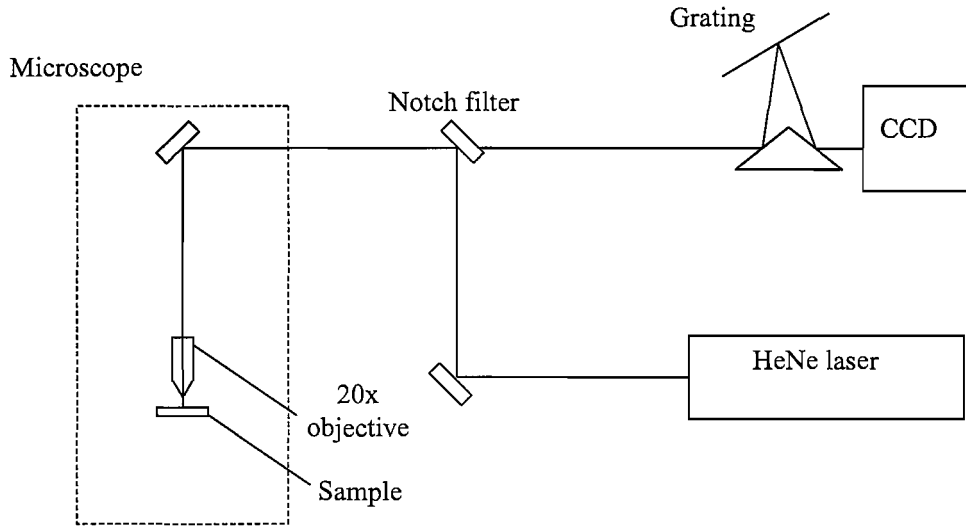 Grating
Microscope
Notch filter
CCD
HeNe laser
20x
objective
Sample